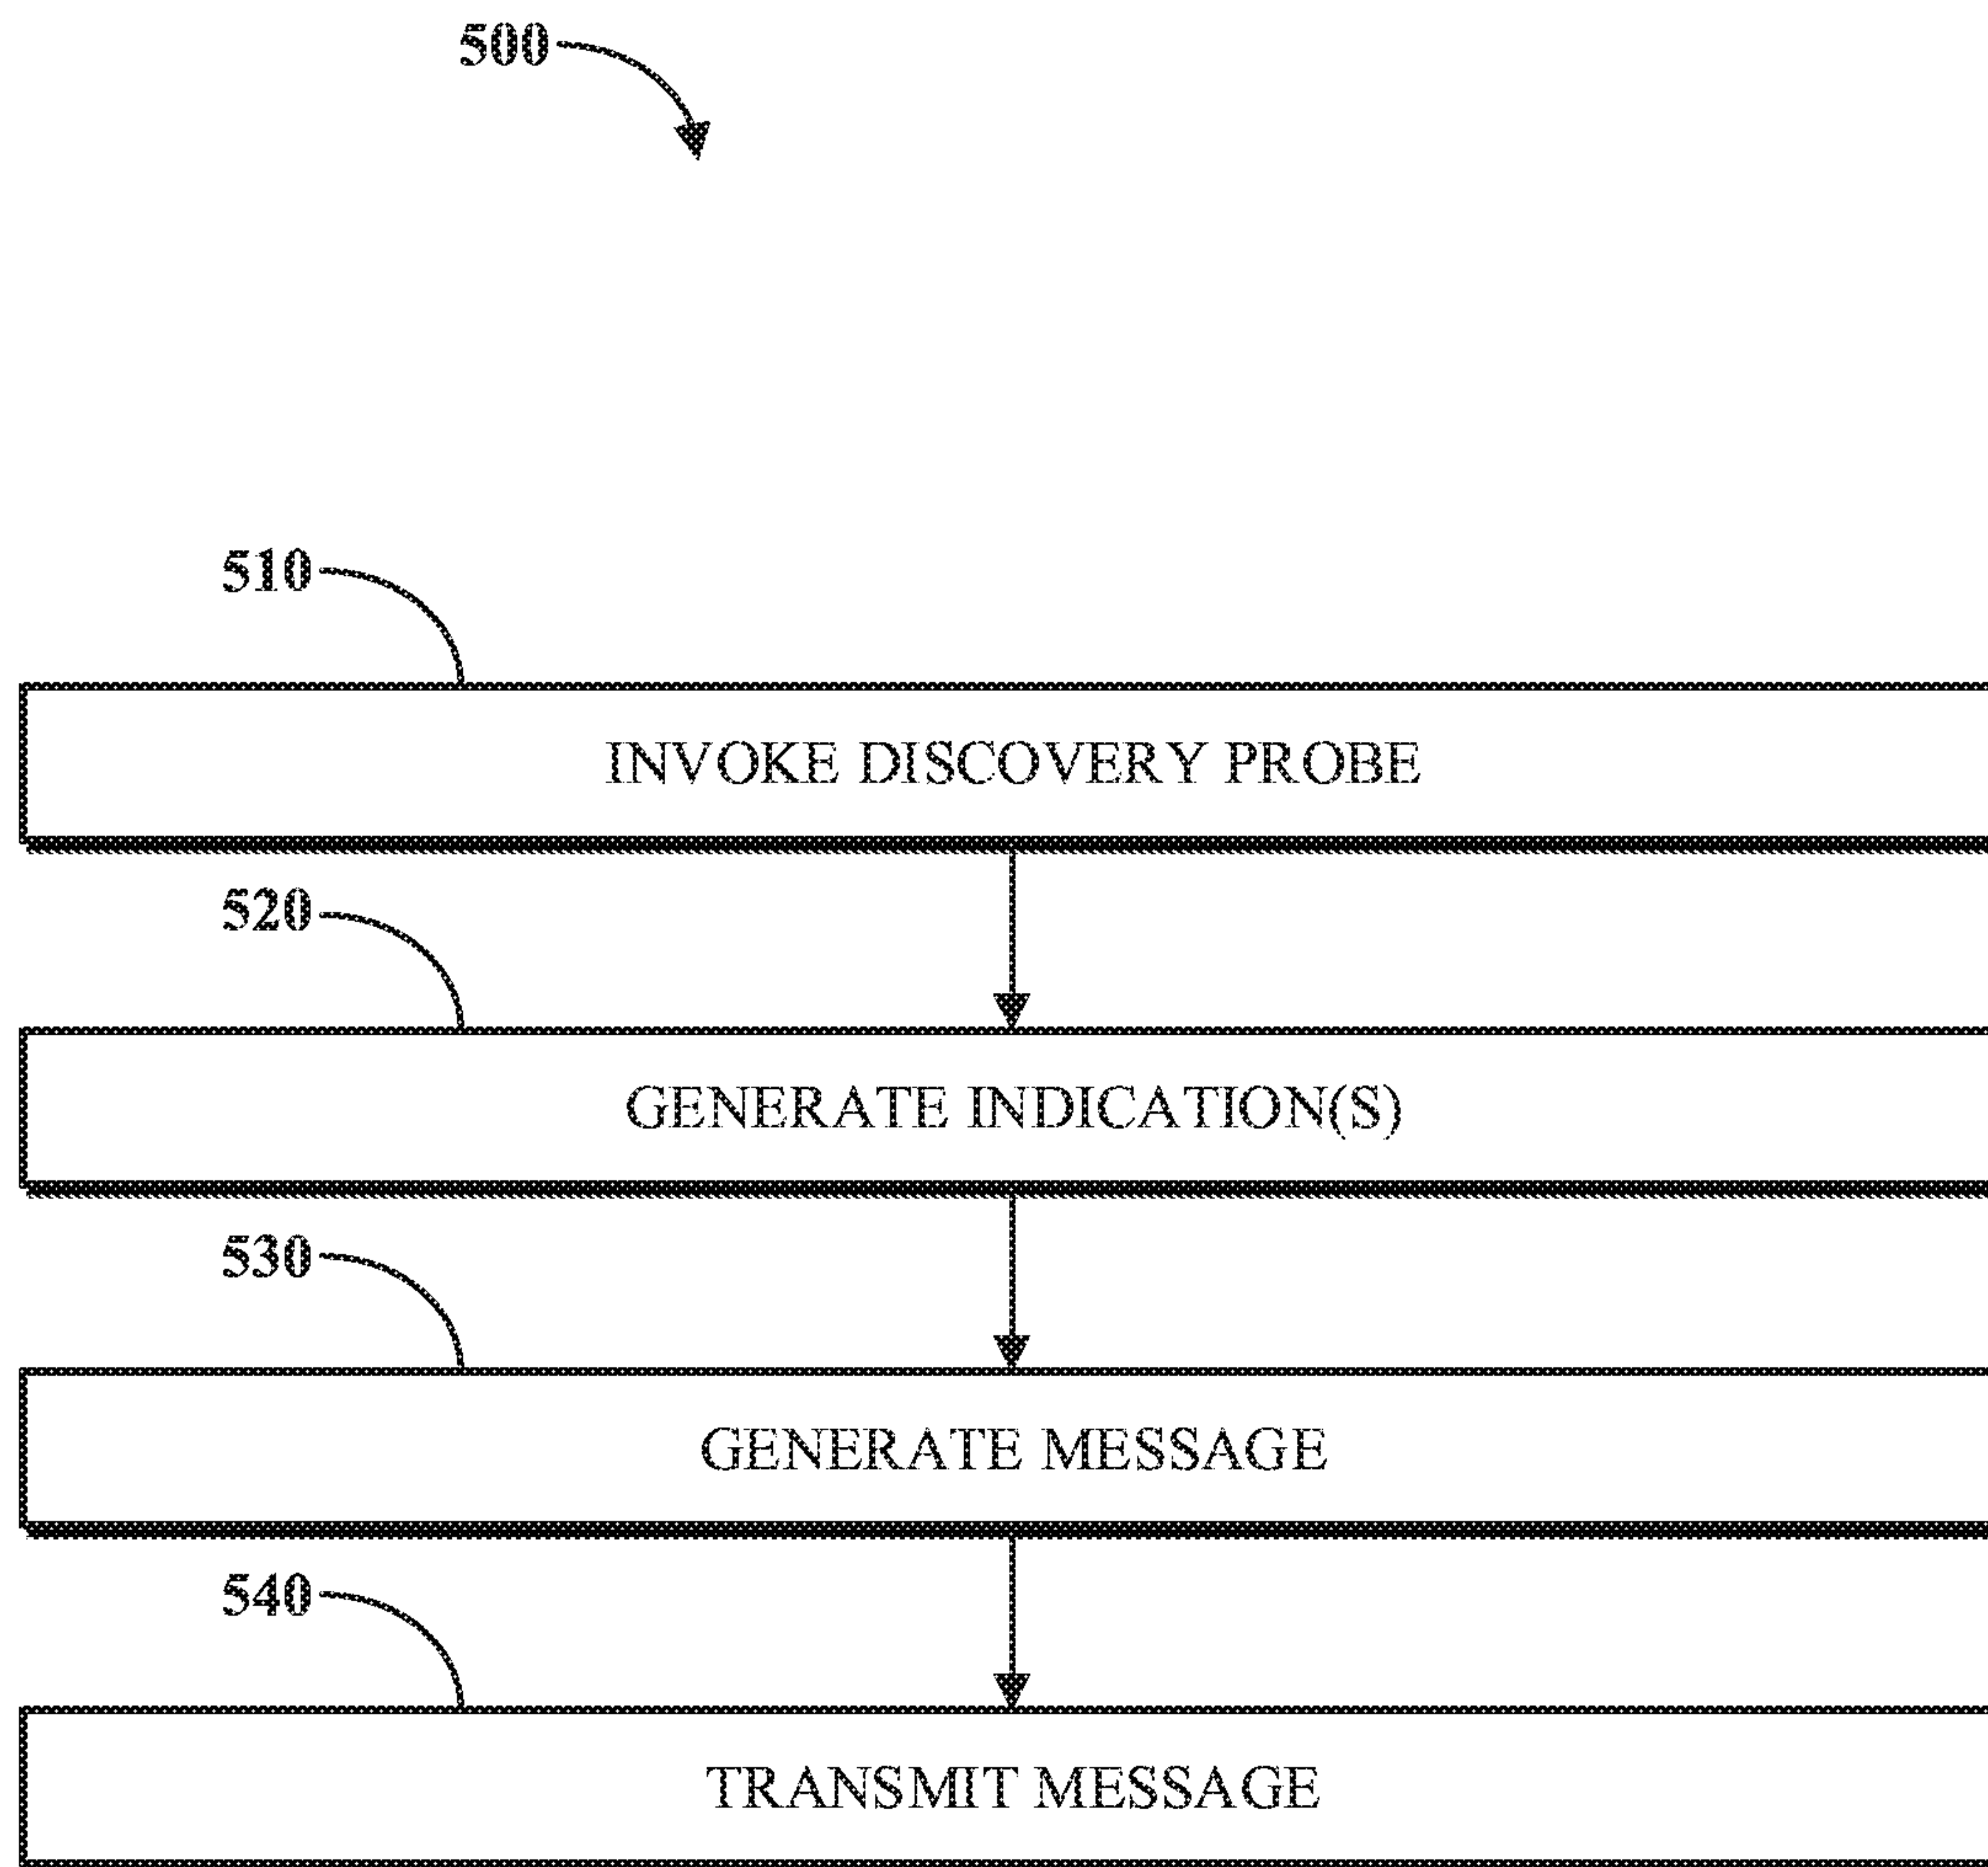 500
510
INVOKE DISCOVERY PROBE
520
GENERATE INDICATION(S)
530
GENERATE MESSAGE
540
TRANSMIT MESSAGE